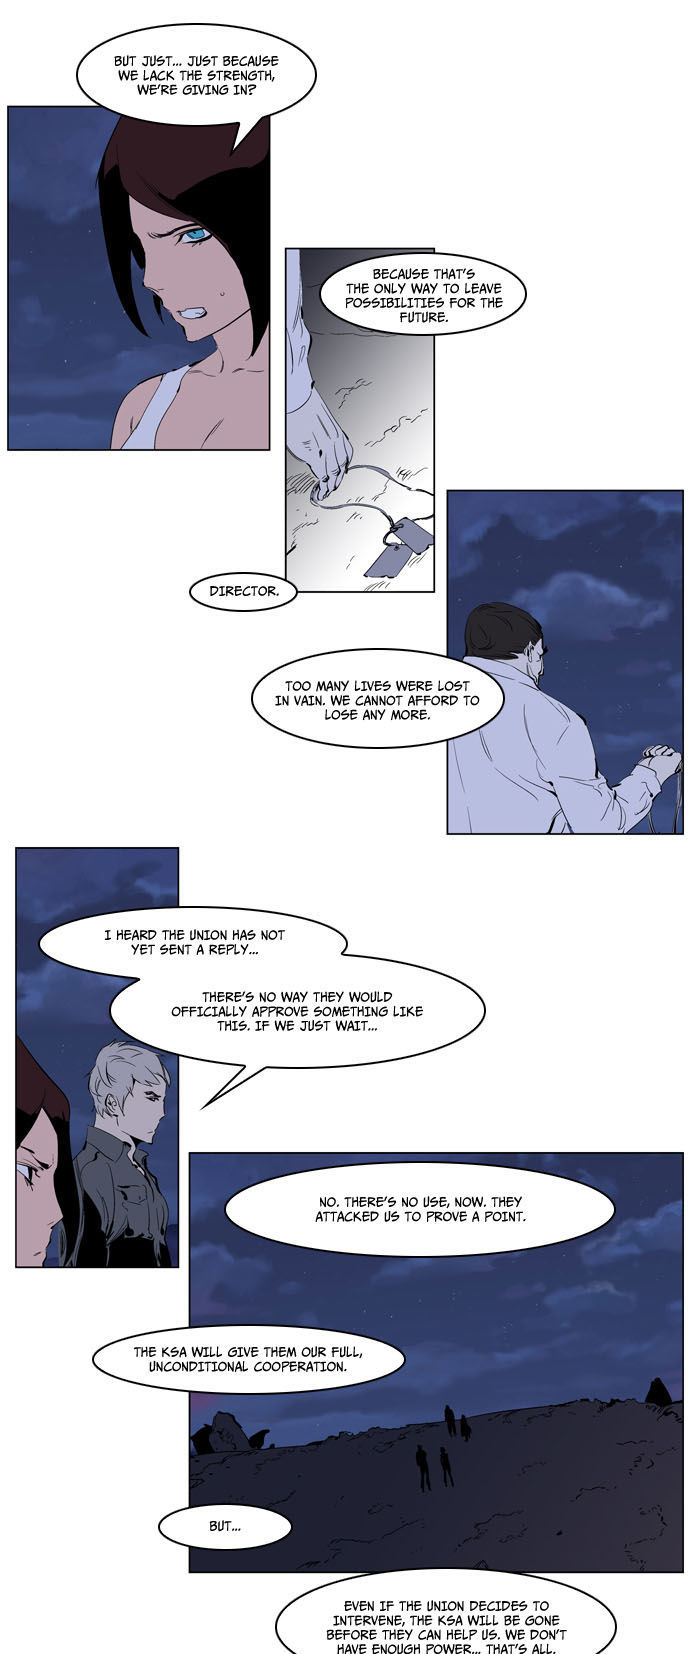 BUT JUST... JUST BECAUSE
WE LACK THE STRENGTH,
WE'RE GIVING IN?
BECAUSE THAT'S
THE ONLY WAY TO LEAVE
POSSIBILITIES FOR THE
FUTURE.
DIRECTOR.
TOO MANY LIVES WERE LOST
IN VAIN. WE CANNOT AFFORD TO
LOSE ANY MORE.
I HEARD THE UNION HAS NOT
YET SENT A REPLY...
THERE'S NO WAY THEY WOULD
OFFICIALLY APPROVE SOMETHING LIKE
THIS. IF WE JUST WAIT...
NO. THERE'S NO USE, NOW. THEY
ATTACKED US TO PROVE A POINT.
THE KSA WILL GIVE THEM OUR FULL,
UNCONDITIONAL COOPERATION.
BUT...
EVEN IF THE UNION DECIDES TO
INTERVENE, THE KSA WILL BE GONE
BEFORE THEY CAN HELP US. WE DON'T
HAVE ENOUGH POWER... THAT'S ALL.